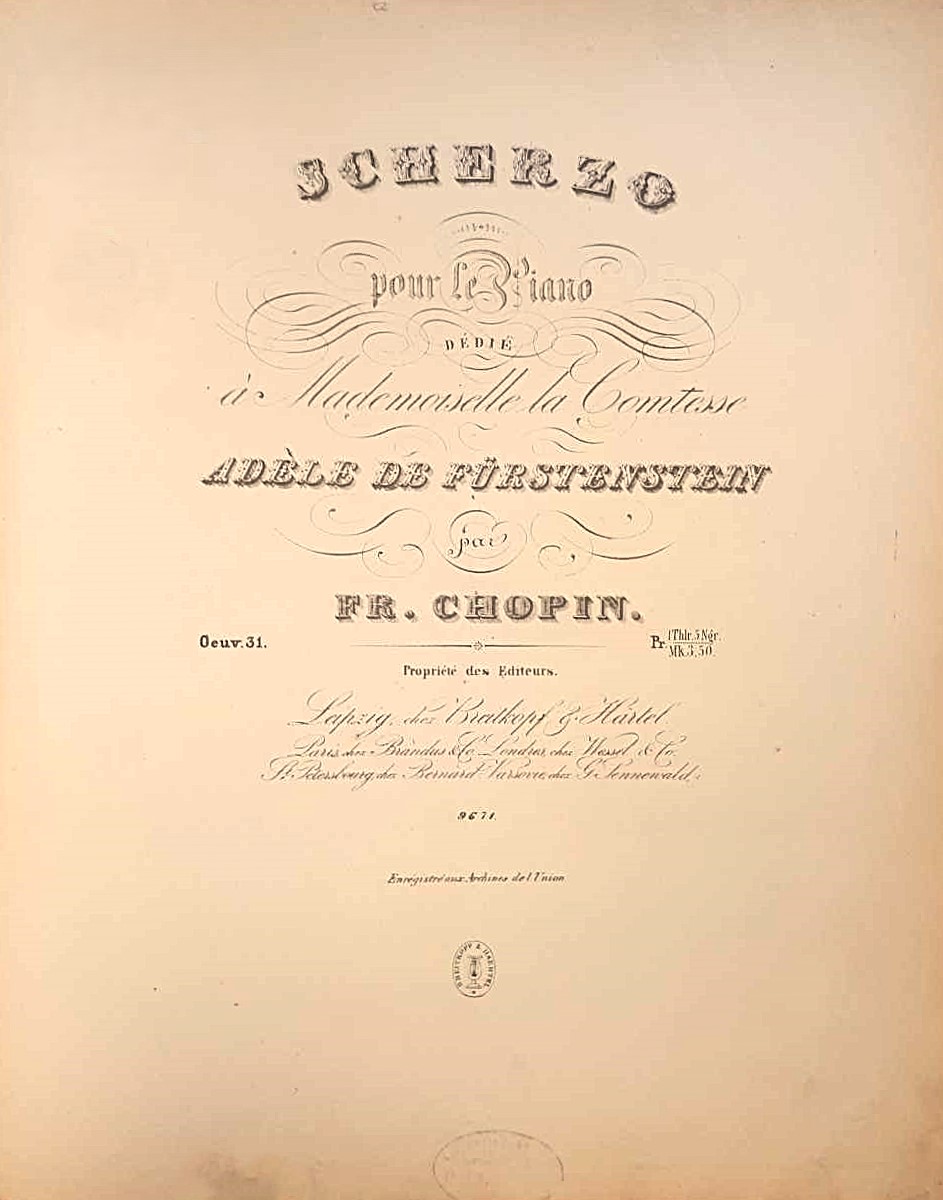 SCHERZO
pour le Piano
DÉDIÉ
à Mademoiselle la Comtesse
ADÈLE DE FÜRSTENSTEIN
par
FR. CHOPIN.
Oeuv. 31.
Pr. 1 Thlr. 5 Ngr.
Mk. 3. 50.
Propriété des Editeurs.
Leipzig, chez Breitkopf & Härtel.
Paris, chez Brandus & Co. Londres, chez Wessel & Co.
St. Petersbourg, chez Bernard. Varsovie, chez G. Sennewald.
9671.
Enregistré aux Archives de l'Union
BREITKOPF & HAERTEL